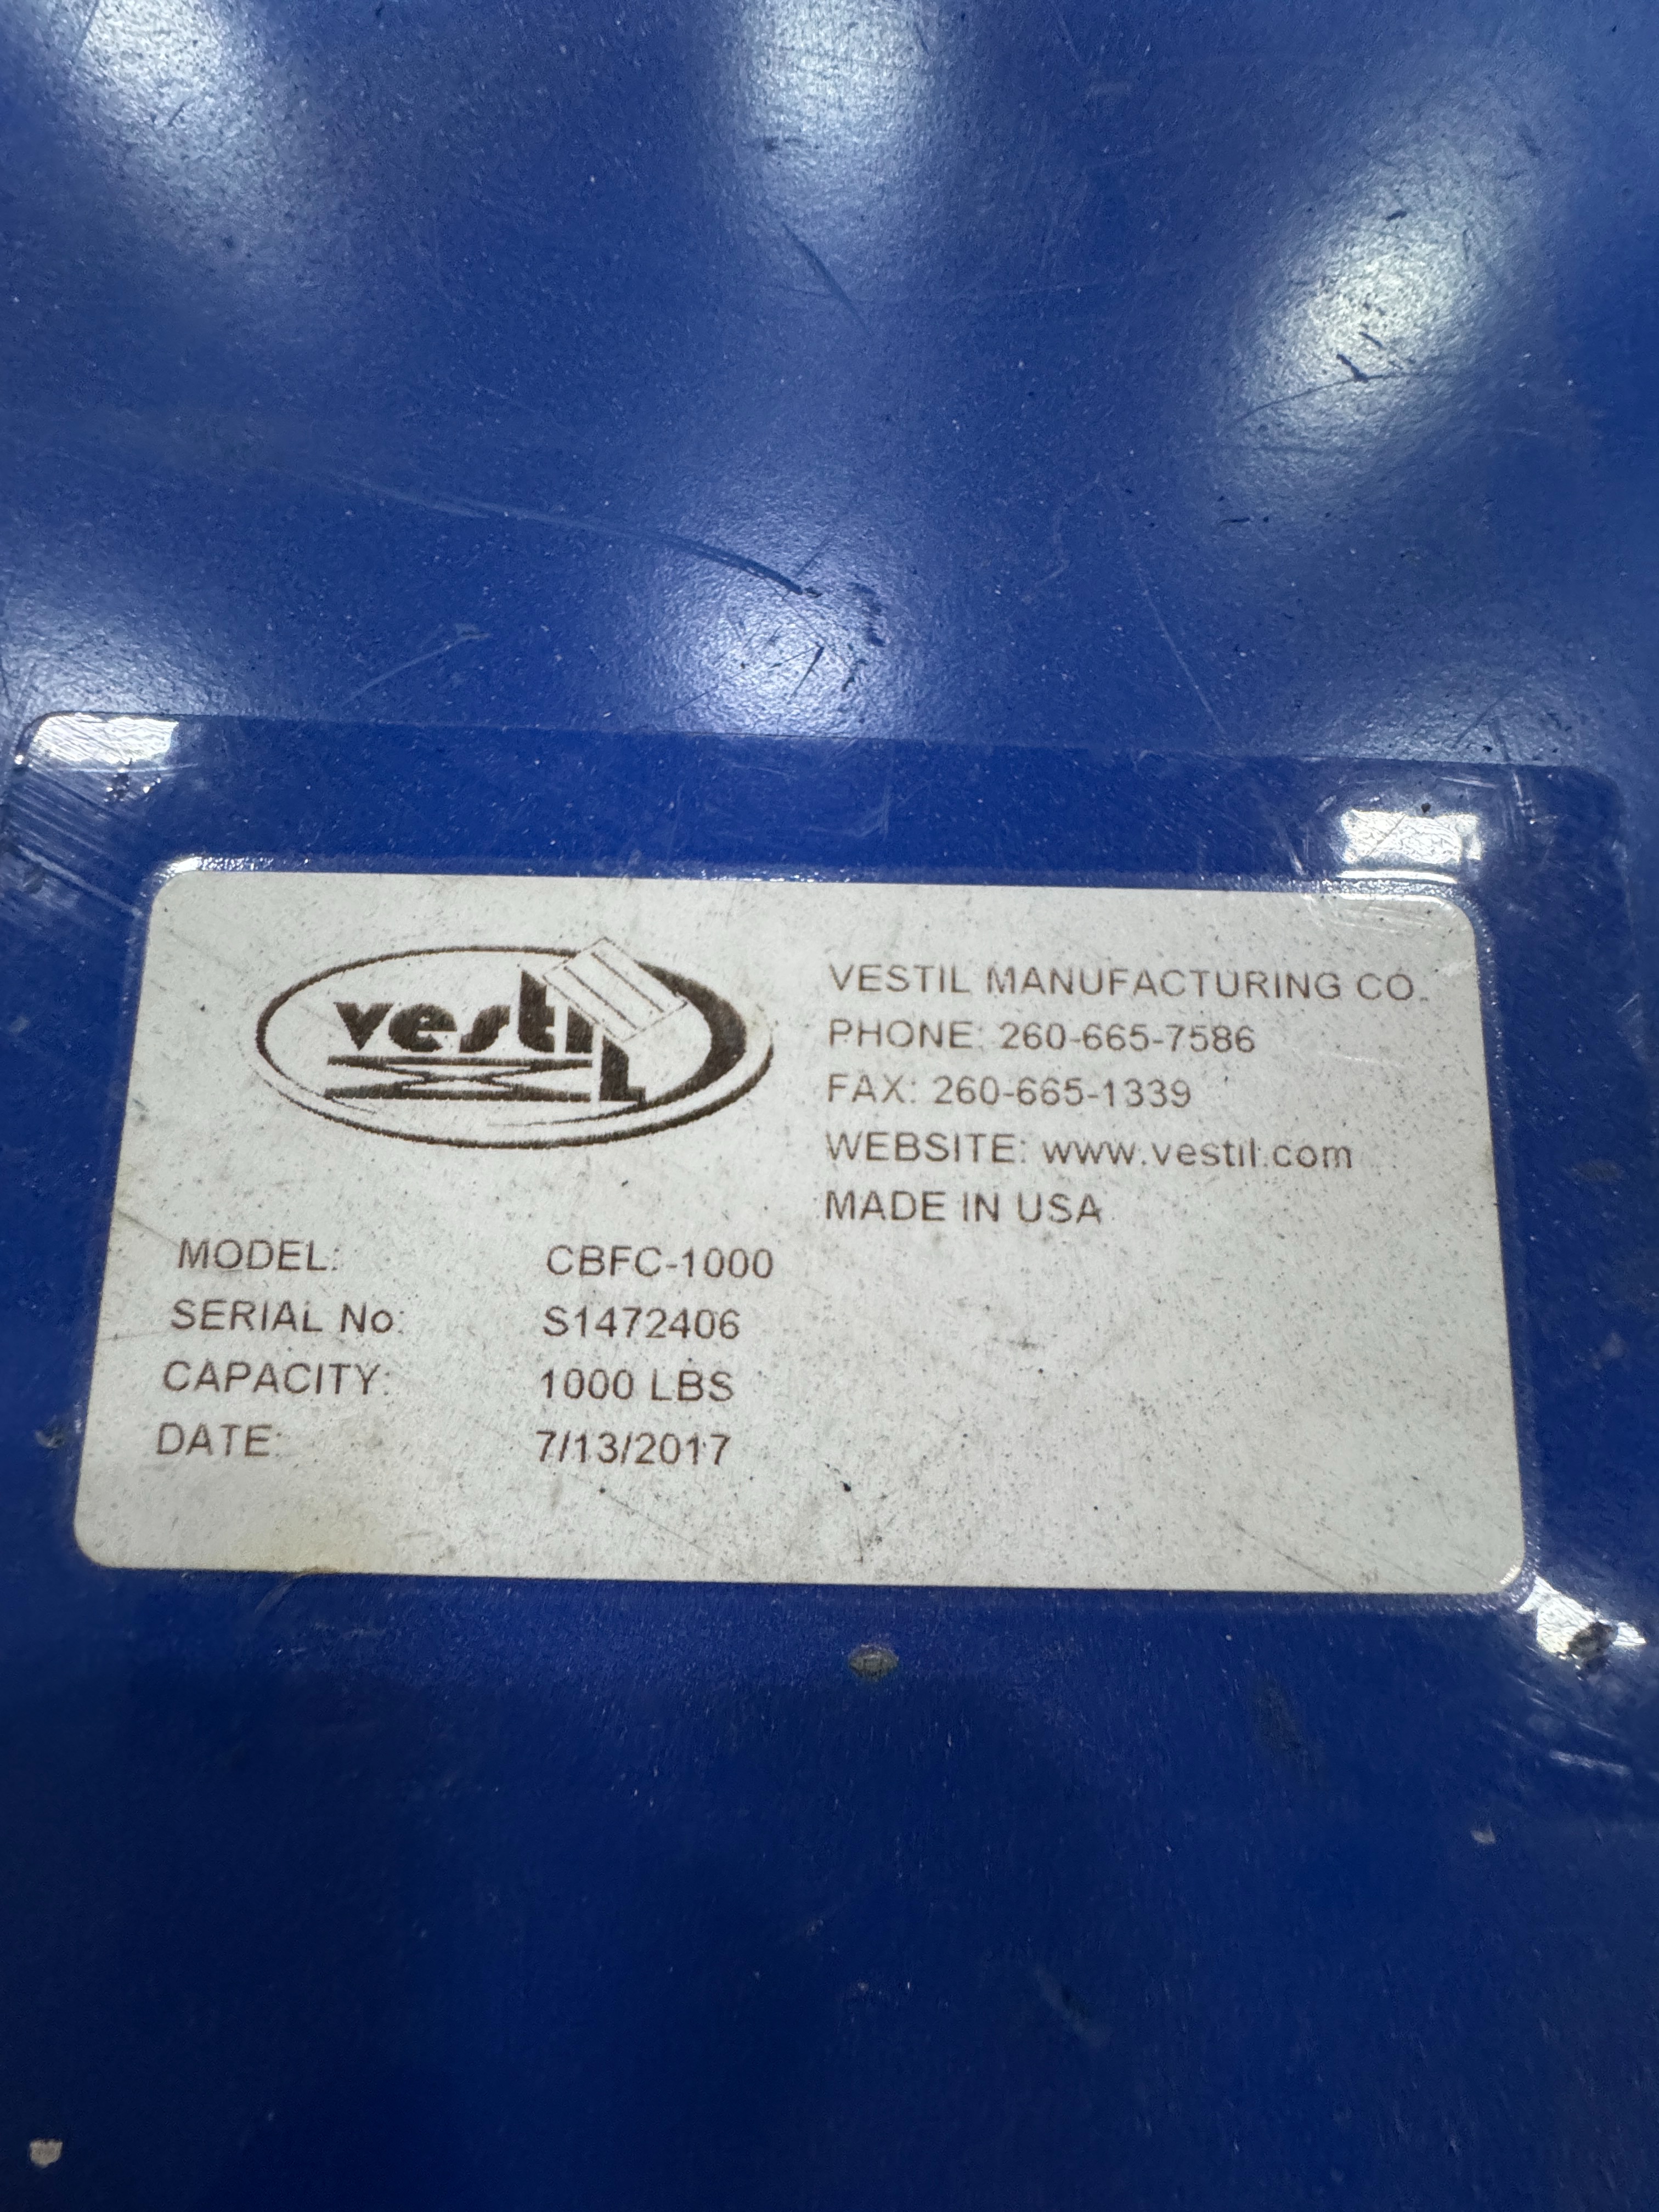 vestil
VESTIL MANUFACTURING CO.
PHONE: 260-665-7586
FAX: 260-665-1339
WEBSITE: www.vestil.com
MADE IN USA
MODEL: CBFC-1000
SERIAL No: S1472406
CAPACITY: 1000 LBS
DATE: 7/13/2017